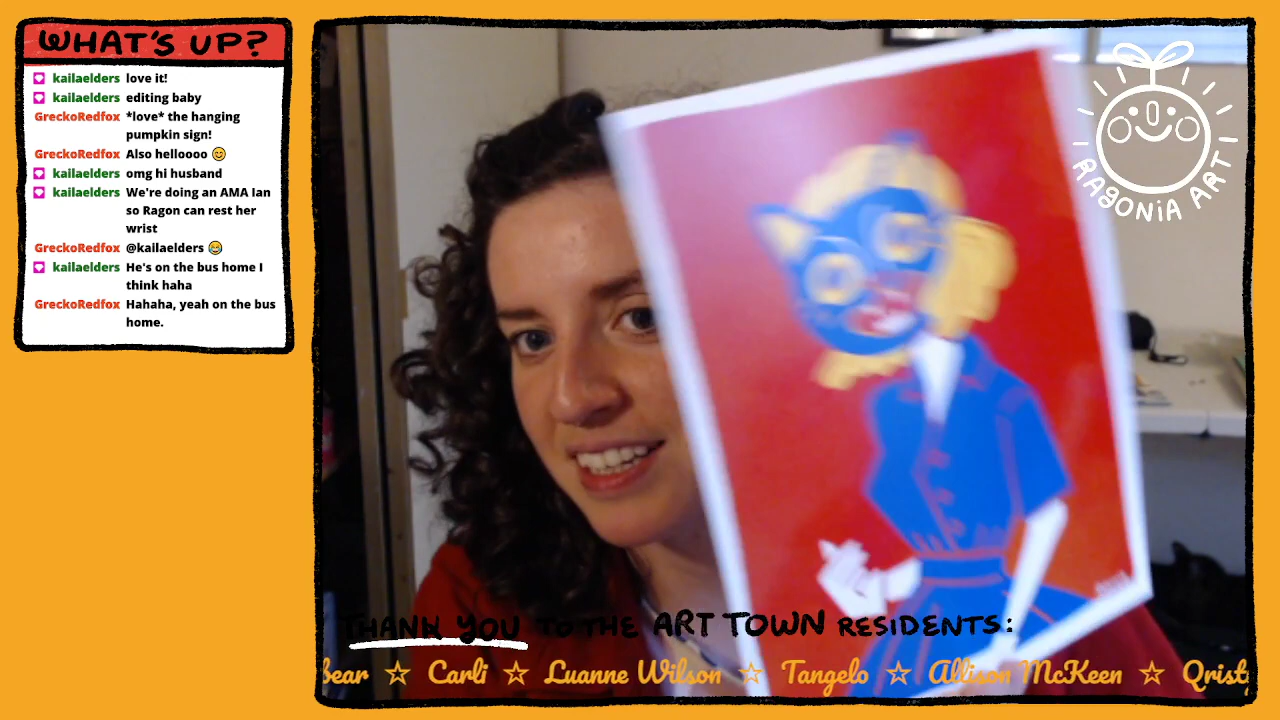 WHAT'S UP?
kailaelders love it!
kailaelders editing baby
GreckoRedfox *love* the hanging
pumpkin sign!
GreckoRedfox Also helloooo 😊
kailaelders omg hi husband
kailaelders We're doing an AMA Ian
so Ragon can rest her
wrist
GreckoRedfox @kailaelders 😂
kailaelders He's on the bus home I
think haha
GreckoRedfox Hahaha, yeah on the bus
home.
RAGONIA ART
THANK YOU TO THE ART TOWN RESIDENTS:
Bear ☆ Carli ☆ Luanne Wilson ☆ Tangelo ☆ Allison McKeen ☆ Qrist